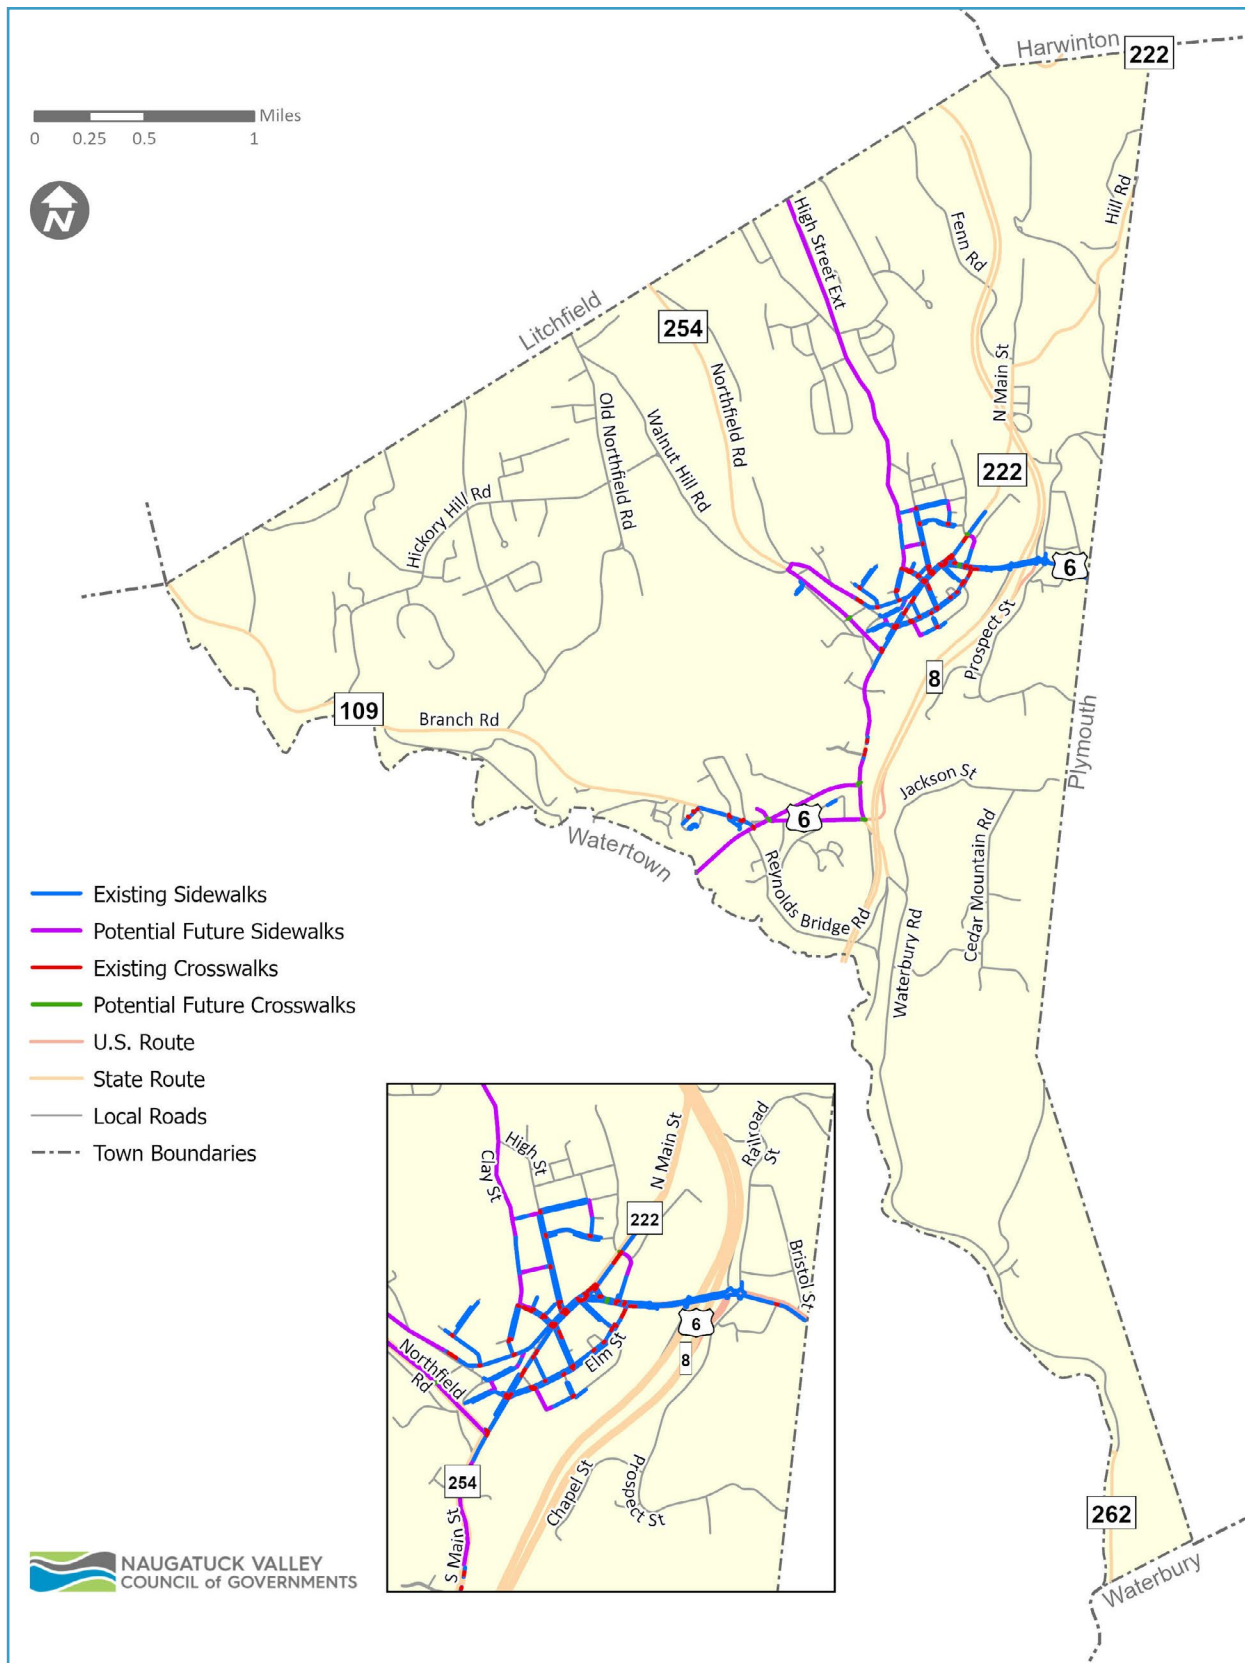 Harwinton
222
Miles
0 0.25 0.5 1
N
Hill Rd
High Street Ext
Fenn Rd
Litchfield
254
N Main St
Northfield Rd
Old Northfield Rd
Walnut Hill Rd
222
Hickory Hill Rd
6
Prospect St
8
109
Branch Rd
Plymouth
Jackson St
6
Watertown
Cedar Mountain Rd
Reynolds Bridge Rd
Waterbury Rd
Existing Sidewalks
Potential Future Sidewalks
Existing Crosswalks
Potential Future Crosswalks
U.S. Route
State Route
Local Roads
Town Boundaries
Railroad
St
N Main St
High St
Clay St
222
Bristol St
6
8
Elm St
Northfield
Rd
254
Chapel St
Prospect St
S Main St
262
Waterbury
NAUGATUCK VALLEY
COUNCIL of GOVERNMENTS